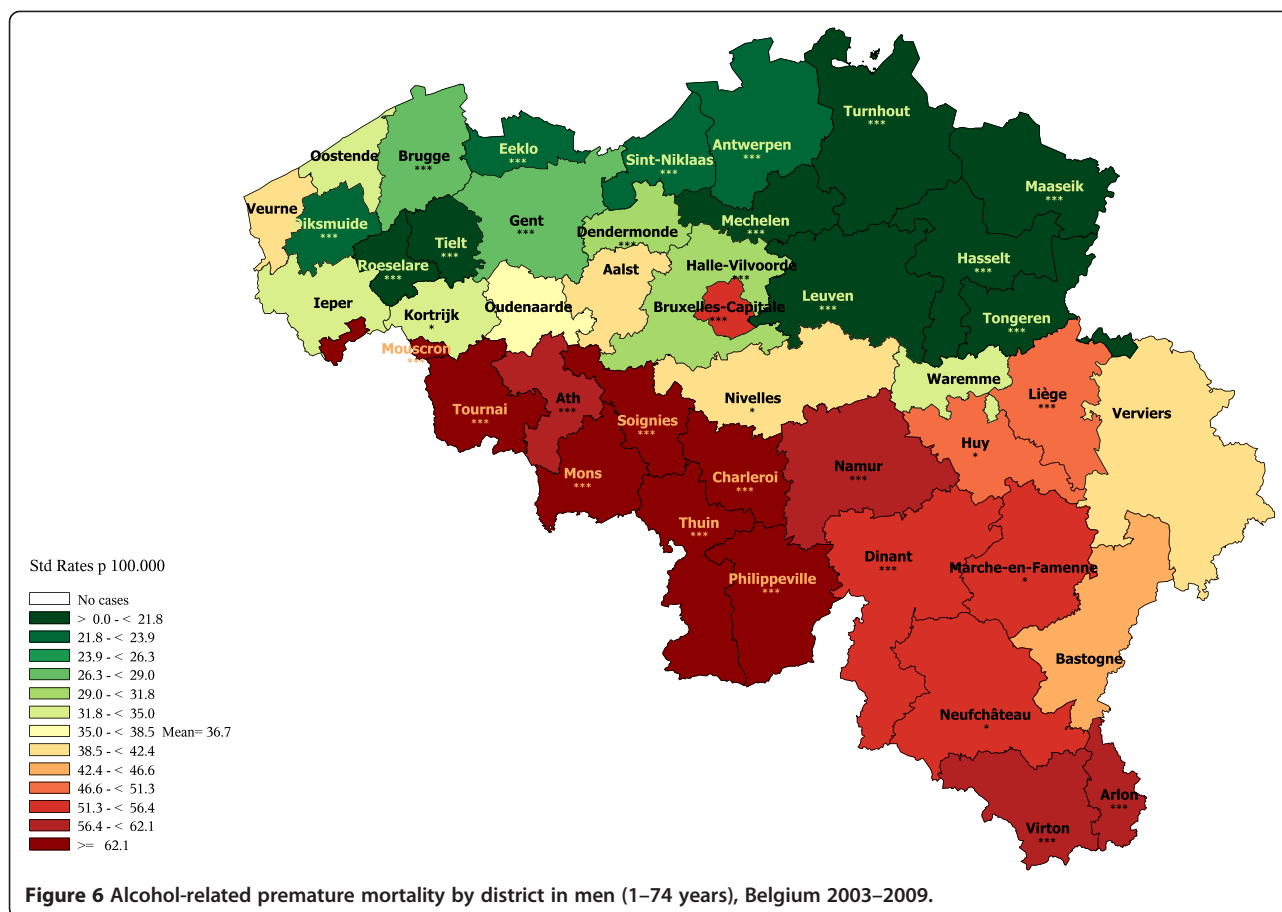 Turnhout
***
Oostende
Brugge
***
Eeklo
***
Sint-Niklaas
***
Antwerpen
***
Maaseik
***
Veurne
Diksmuide
***
Tielt
***
Gent
***
Dendermonde
***
Mechelen
***
Hasselt
***
Roeselare
***
Aalst
Halle-Vilvoorde
***
Leuven
***
Ieper
Kortrijk
*
Oudenaarde
Bruxelles-Capitale
***
Tongeren
***
Mouscron
***
Tournai
***
Ath
***
Soignies
***
Nivelles
*
Waremme
Liège
***
Verviers
Huy
*
Mons
***
Charleroi
***
Namur
***
Thuin
***
Philippeville
***
Dinant
***
Marche-en-Famenne
*
Bastogne
Neufchâteau
*
Virton
***
Arlon
***
Std Rates p 100.000
No cases
> 0.0 - < 21.8
21.8 - < 23.9
23.9 - < 26.3
26.3 - < 29.0
29.0 - < 31.8
31.8 - < 35.0
35.0 - < 38.5 Mean= 36.7
38.5 - < 42.4
42.4 - < 46.6
46.6 - < 51.3
51.3 - < 56.4
56.4 - < 62.1
>= 62.1
Figure 6 Alcohol-related premature mortality by district in men (1–74 years), Belgium 2003–2009.